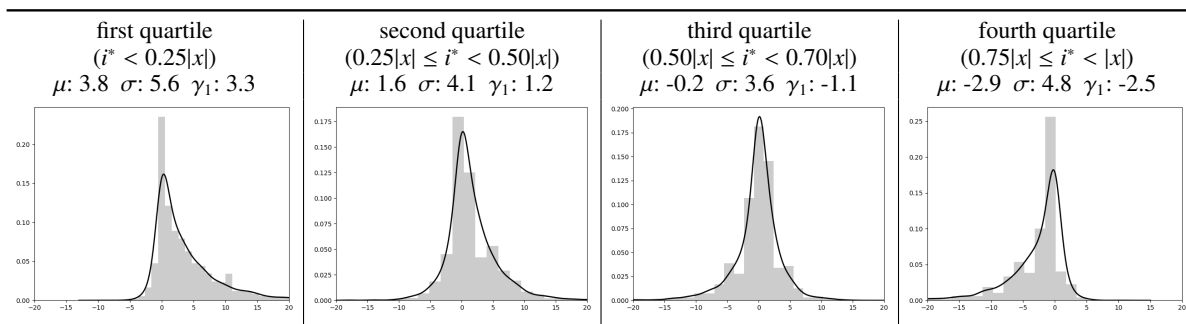 first quartile
(i* < 0.25|x|)
μ: 3.8 σ: 5.6 γ₁: 3.3
second quartile
(0.25|x| ≤ i* < 0.50|x|)
μ: 1.6 σ: 4.1 γ₁: 1.2
third quartile
(0.50|x| ≤ i* < 0.70|x|)
μ: -0.2 σ: 3.6 γ₁: -1.1
fourth quartile
(0.75|x| ≤ i* < |x|)
μ: -2.9 σ: 4.8 γ₁: -2.5
0.20
0.15
0.10
0.05
0.00
−20 −15 −10 −5 0 5 10 15 20
0.175
0.150
0.125
0.100
0.075
0.050
0.025
0.000
−20 −15 −10 −5 0 5 10 15 20
0.200
0.175
0.150
0.125
0.100
0.075
0.050
0.025
0.000
−20 −15 −10 −5 0 5 10 15 20
0.25
0.20
0.15
0.10
0.05
0.00
−20 −15 −10 −5 0 5 10 15 20